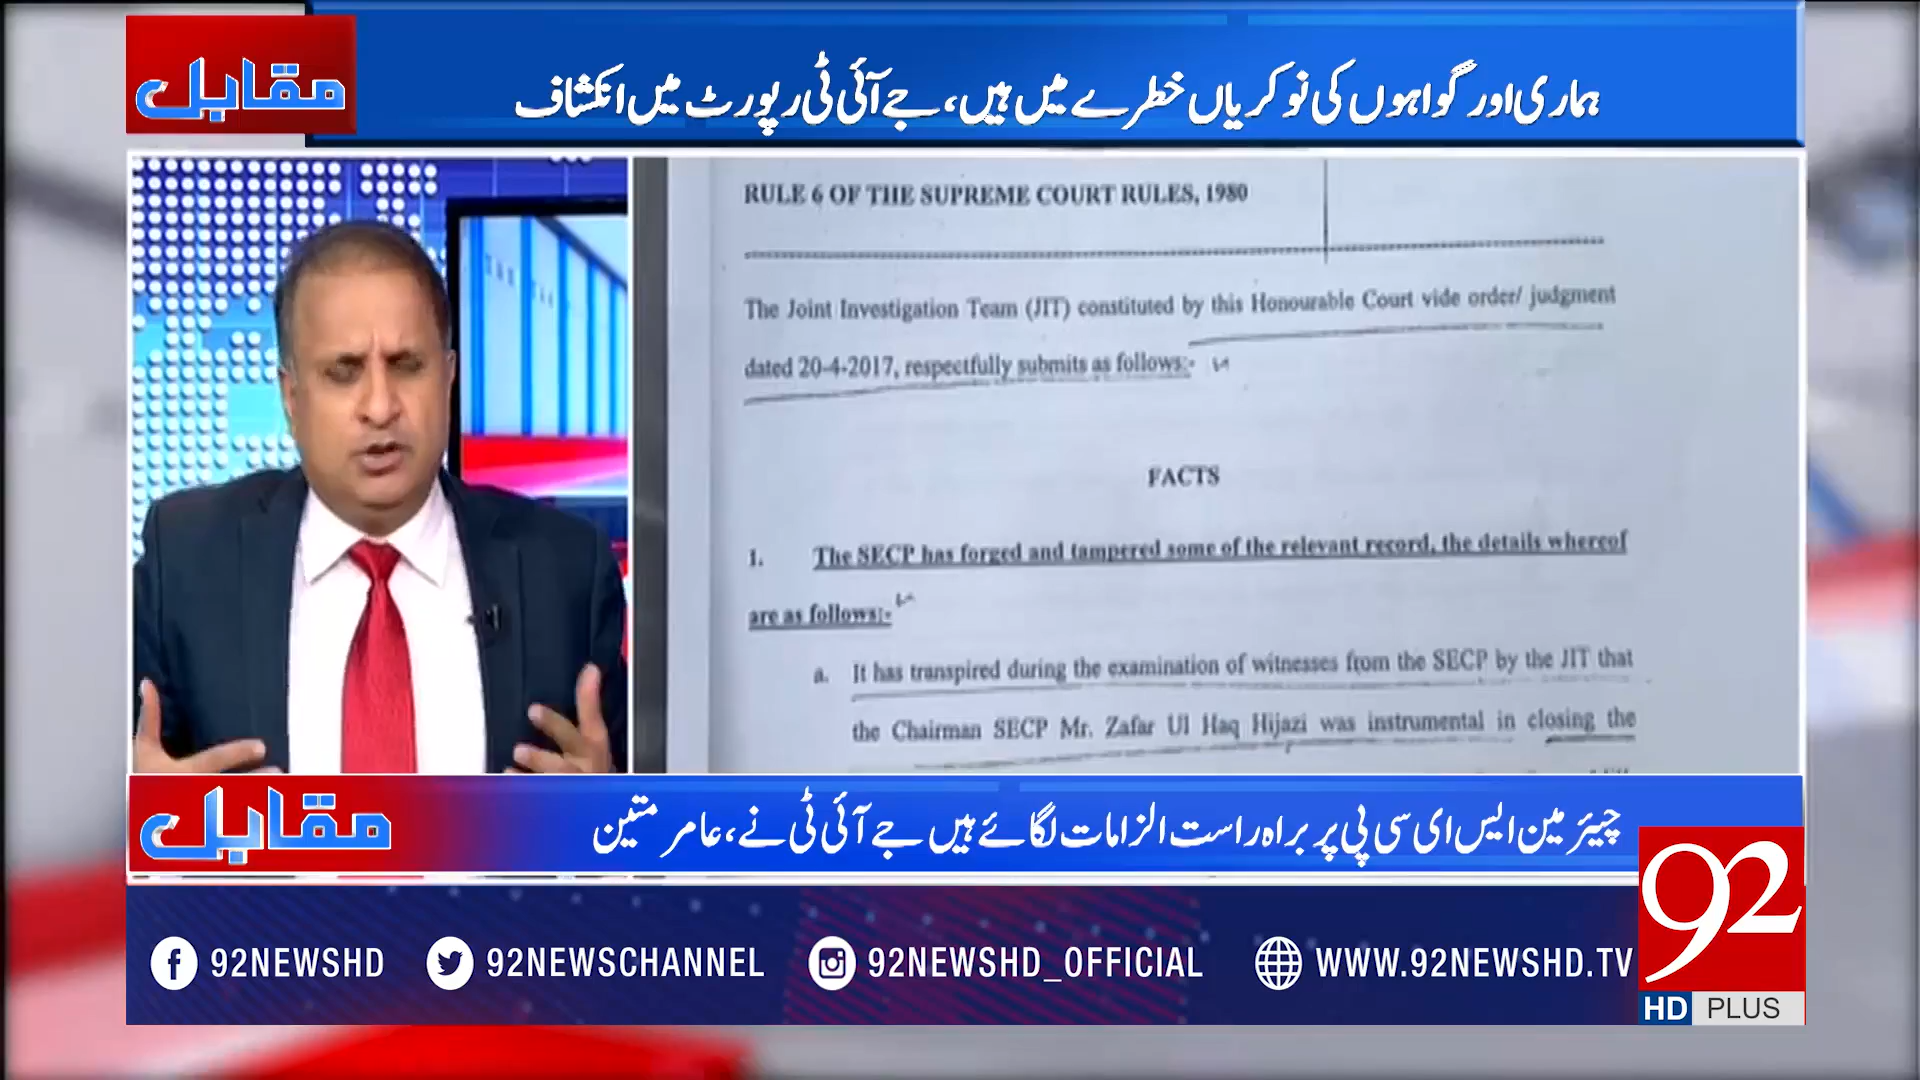 مقابل
ہماری اور گواہوں کی نوکریاں خطرے میں ہیں، جے آئی ٹی رپورٹ میں انکشاف
RULE 6 OF THE SUPREME COURT RULES, 1980
The Joint Investigation Team (JIT) constituted by this Honourable Court vide order/ judgment
dated 20-4-2017, respectfully submits as follows:-
FACTS
1. The SECP has forged and tampered some of the relevant record, the details whereof
are as follows:-
a. It has transpired during the examination of witnesses from the SECP by the JIT that
the Chairman SECP Mr. Zafar Ul Haq Hijazi was instrumental in closing the
مقابل
چیئرمین ایس ای سی پی پر براہ راست الزامات لگائے ہیں جے آئی ٹی نے، عامر متین
92NEWSHD
92NEWSCHANNEL
92NEWSHD_OFFICIAL
WWW.92NEWSHD.TV
92
HD PLUS